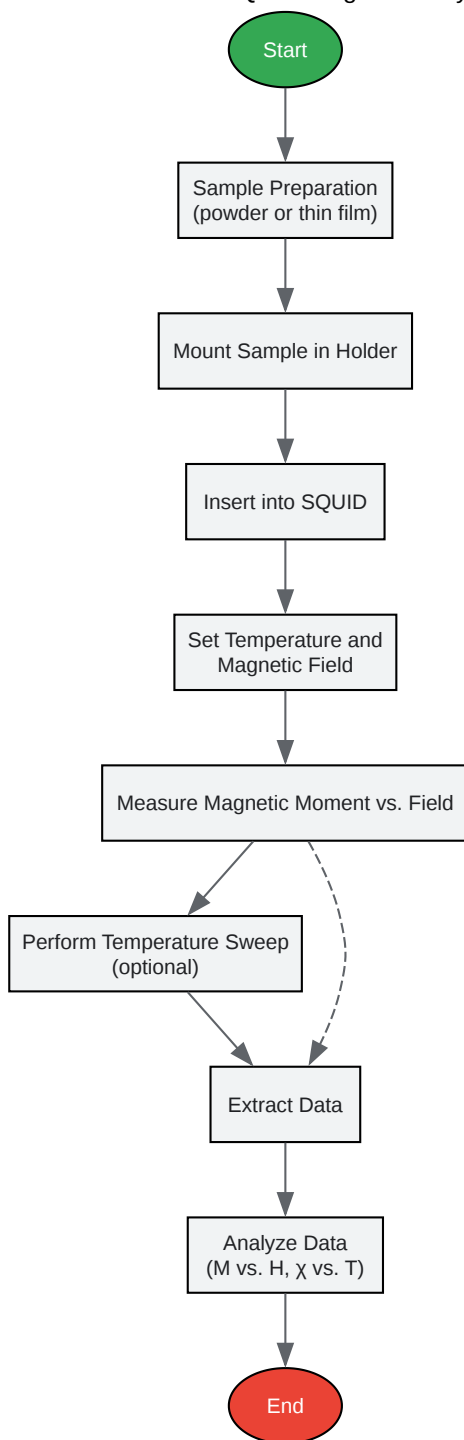 Start
Sample Preparation
(powder or thin film)
Mount Sample in Holder
Insert into SQUID
Set Temperature and
Magnetic Field
Measure Magnetic Moment vs. Field
Perform Temperature Sweep
(optional)
Extract Data
Analyze Data
(M vs. H, χ vs. T)
End